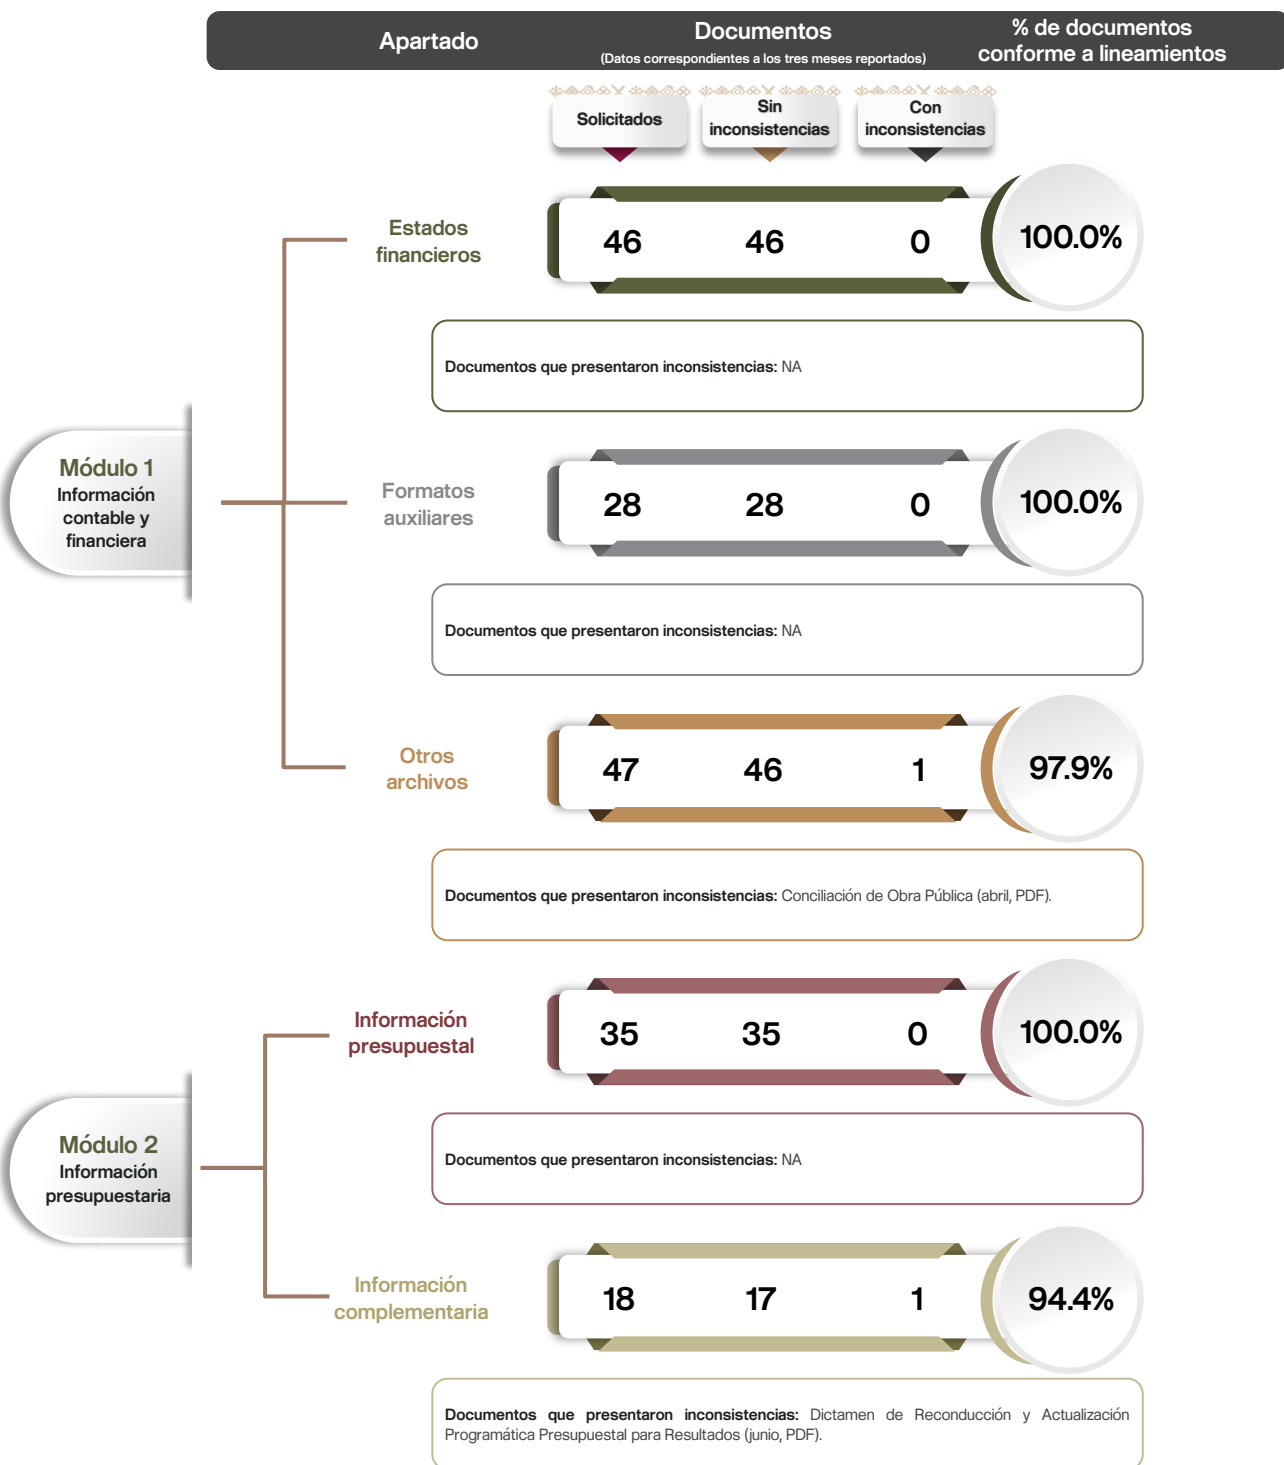 Apartado
Documentos
(Datos correspondientes a los tres meses reportados)
% de documentos
conforme a lineamientos
Solicitados
Sin
inconsistencias
Con
inconsistencias
Módulo 1
Información
contable y
financiera
Estados
financieros
46 46 0 100.0%
Documentos que presentaron inconsistencias: NA
Formatos
auxiliares
28 28 0 100.0%
Documentos que presentaron inconsistencias: NA
Otros
archivos
47 46 1 97.9%
Documentos que presentaron inconsistencias: Conciliación de Obra Pública (abril, PDF).
Módulo 2
Información
presupuestaria
Información
presupuestal
35 35 0 100.0%
Documentos que presentaron inconsistencias: NA
Información
complementaria
18 17 1 94.4%
Documentos que presentaron inconsistencias: Dictamen de Reconducción y Actualización
Programática Presupuestal para Resultados (junio, PDF).